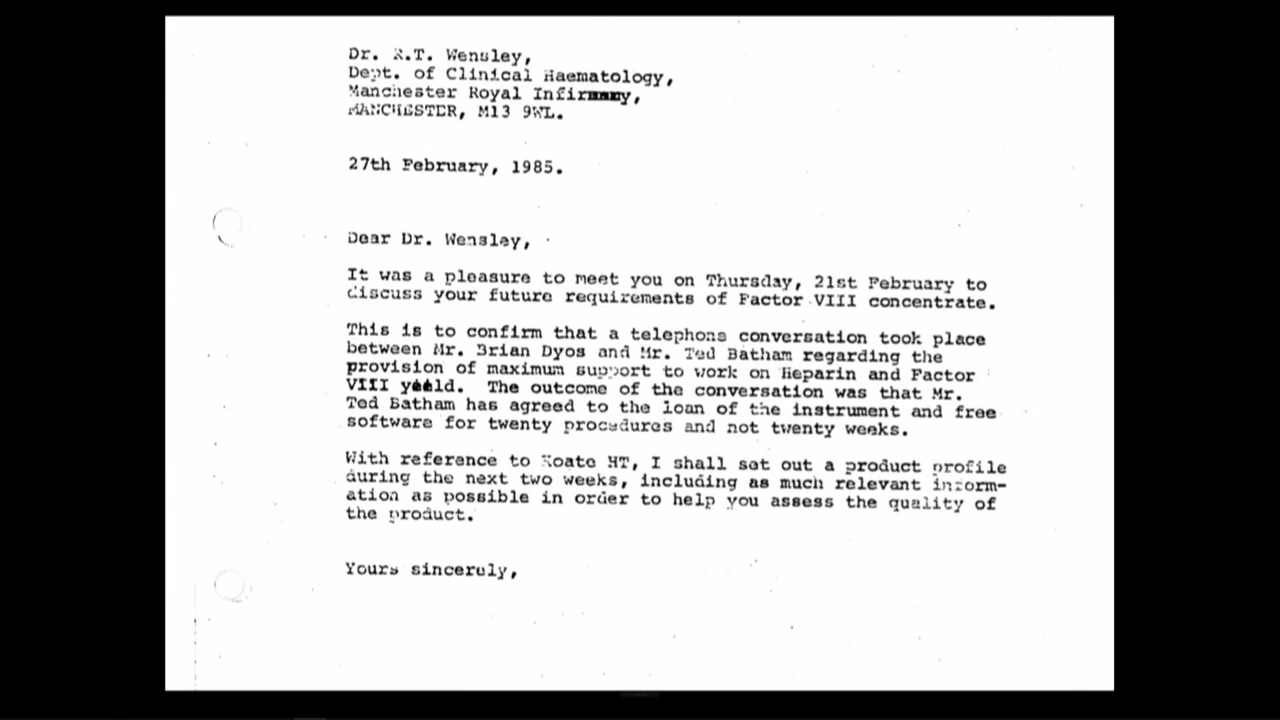 Dr. R.T. Wensley,
Dept. of Clinical Haematology,
Manchester Royal Infirmary,
MANCHESTER, M13 9WL.
27th February, 1985.
Dear Dr. Wensley,
It was a pleasure to meet you on Thursday, 21st February to
discuss your future requirements of Factor VIII concentrate.
This is to confirm that a telephone conversation took place
between Mr. Brian Dyos and Mr. Ted Batham regarding the
provision of maximum support to work on Heparin and Factor
VIII yield. The outcome of the conversation was that Mr.
Ted Batham has agreed to the loan of the instrument and free
software for twenty procedures and not twenty weeks.
With reference to Koate HT, I shall set out a product profile
during the next two weeks, including as much relevant inform-
ation as possible in order to help you assess the quality of
the product.
Yours sincerely,